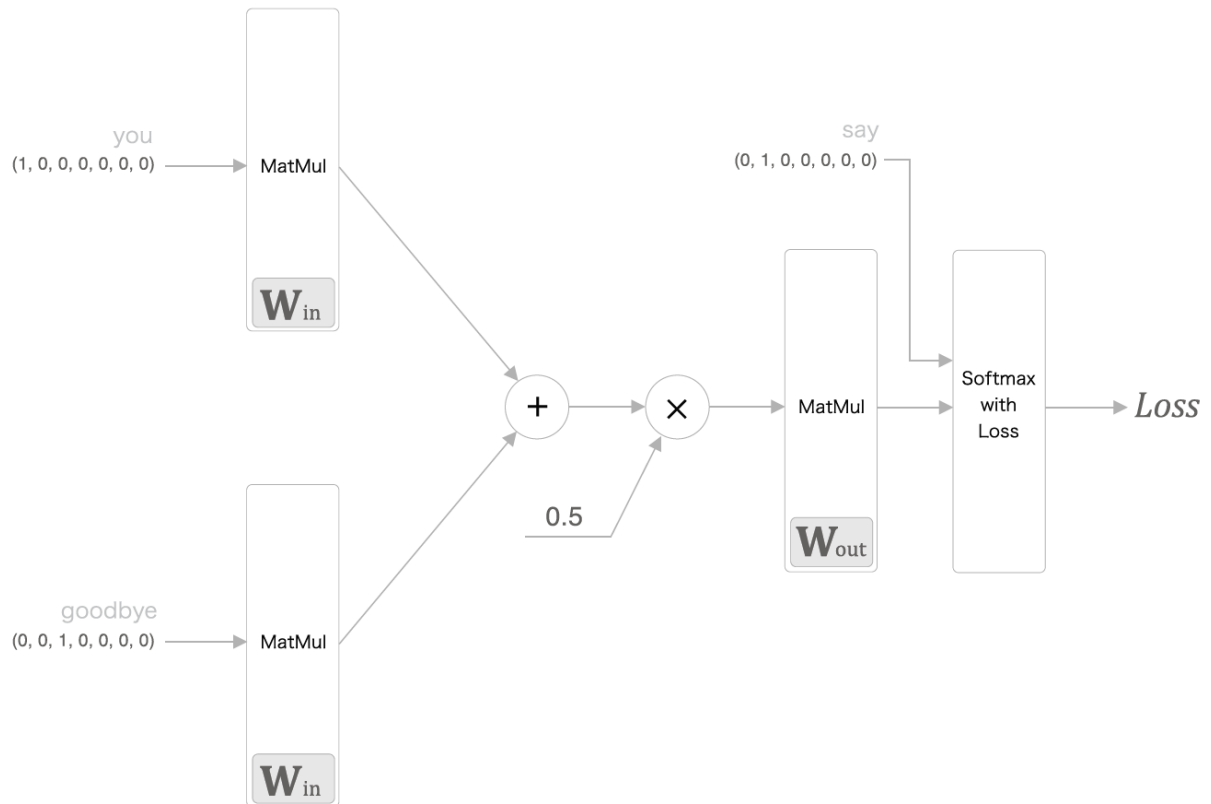 you
(1, 0, 0, 0, 0, 0, 0)
MatMul
W in
say
(0, 1, 0, 0, 0, 0, 0)
+
×
0.5
MatMul
W out
Softmax
with
Loss
Loss
goodbye
(0, 0, 1, 0, 0, 0, 0)
MatMul
W in